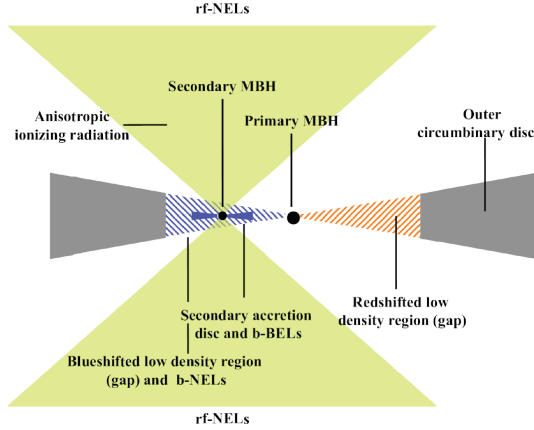 rf-NELs
Secondary MBH
Anisotropic
ionizing radiation
Primary MBH
Outer
circumbinary disc
Secondary accretion
disc and b-BELs
Redshifted low
density region (gap)
Blueshifted low density region
(gap) and b-NELs
rf-NELs